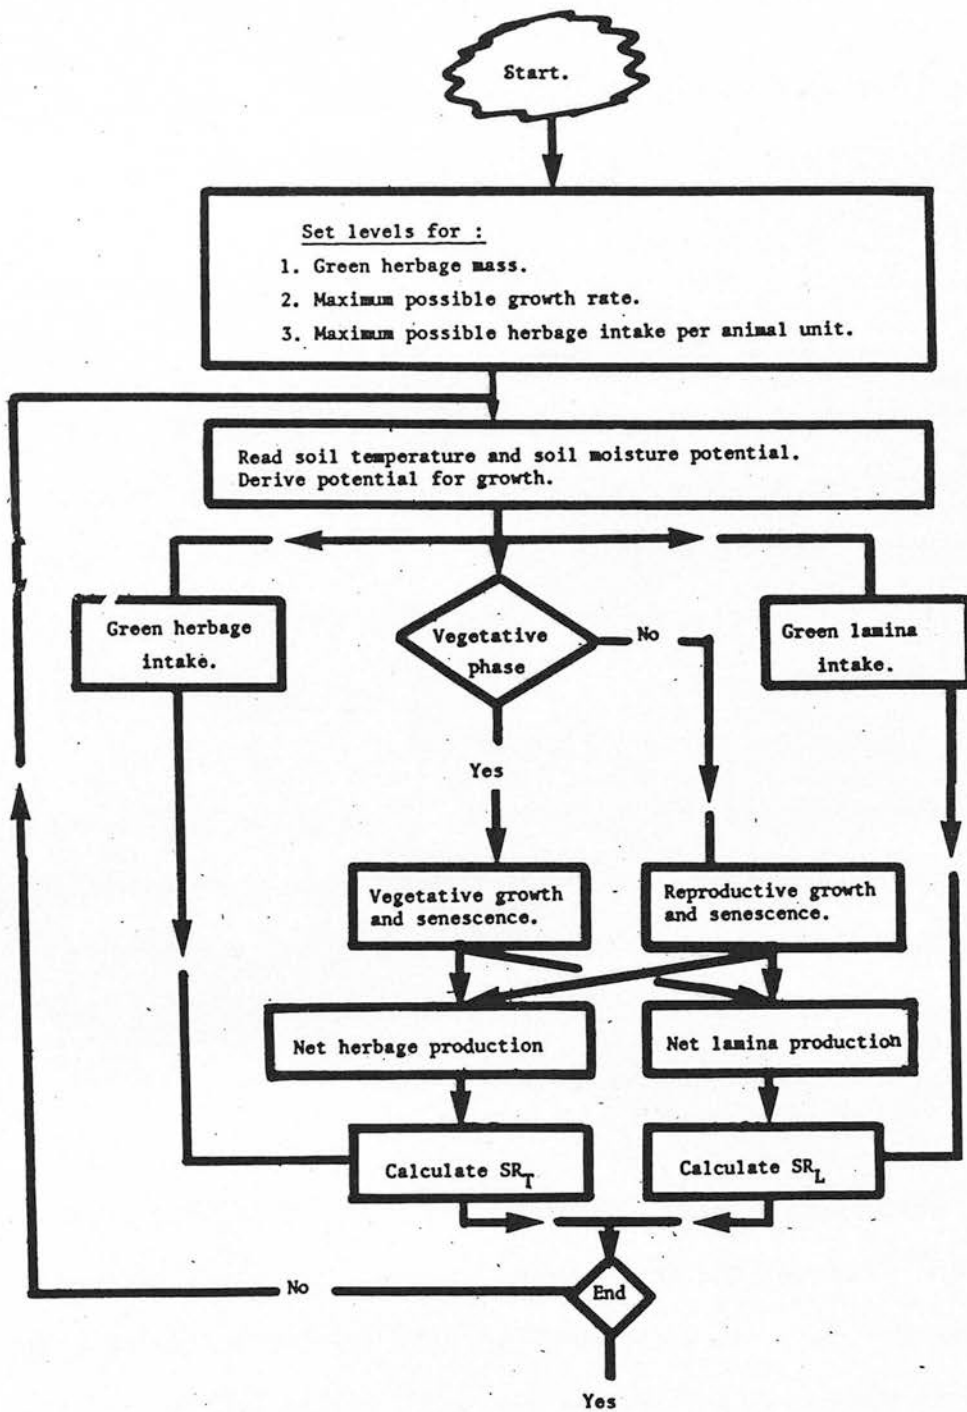 Start.
Set levels for :
1. Green herbage mass.
2. Maximum possible growth rate.
3. Maximum possible herbage intake per animal unit.
Read soil temperature and soil moisture potential.
Derive potential for growth.
Green herbage
intake.
Vegetative
phase
No
Green lamina
intake.
Yes
Vegetative growth
and senescence.
Reproductive growth
and senescence.
Net herbage production
Net lamina production
Calculate SR_T
Calculate SR_L
No
End
Yes